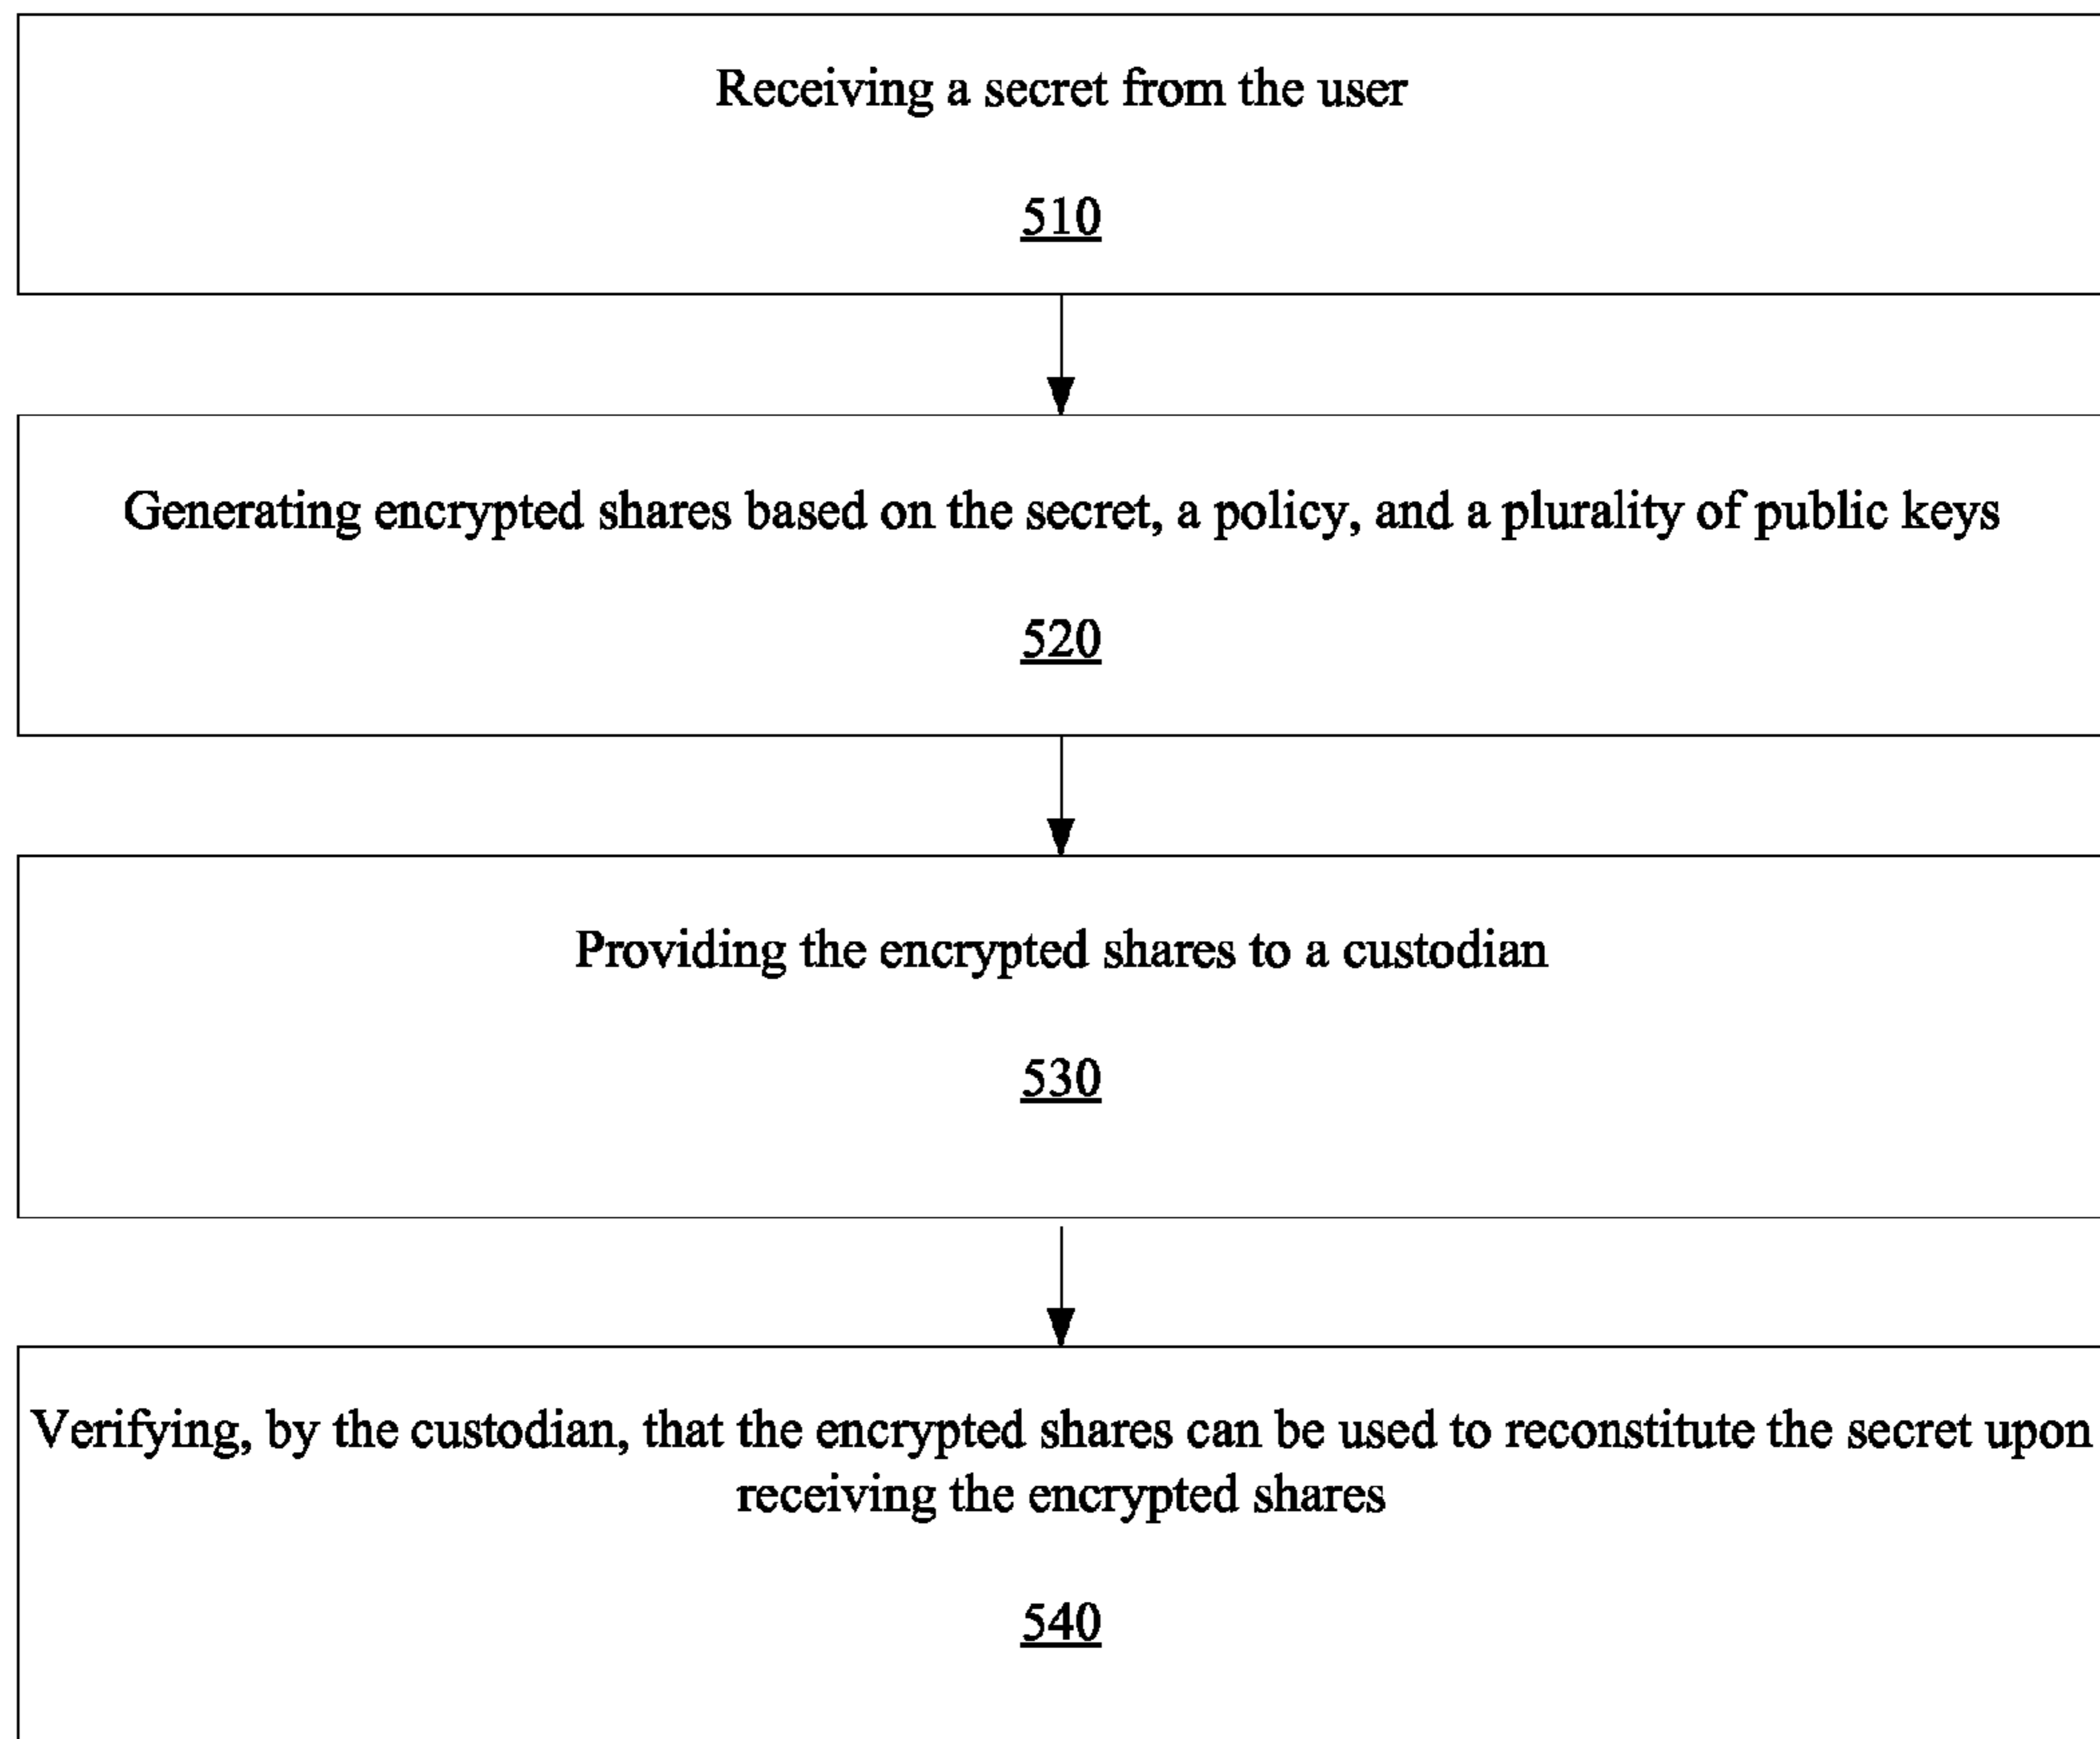 Receiving a secret from the user
510
Generating encrypted shares based on the secret, a policy, and a plurality of public keys
520
Providing the encrypted shares to a custodian
530
Verifying, by the custodian, that the encrypted shares can be used to reconstitute the secret upon
receiving the encrypted shares
540